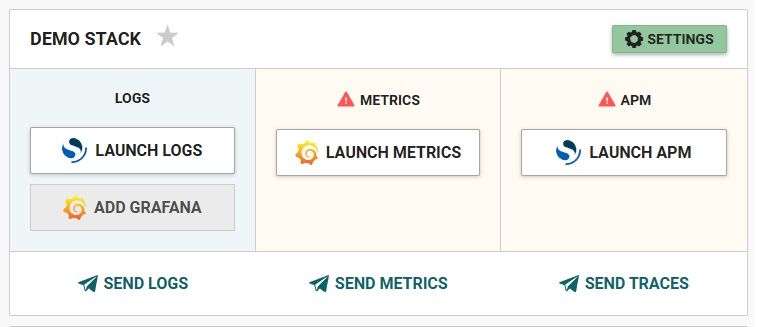 DEMO STACK
SETTINGS
LOGS
METRICS
APM
LAUNCH LOGS
LAUNCH METRICS
LAUNCH APM
ADD GRAFANA
SEND LOGS
SEND METRICS
SEND TRACES